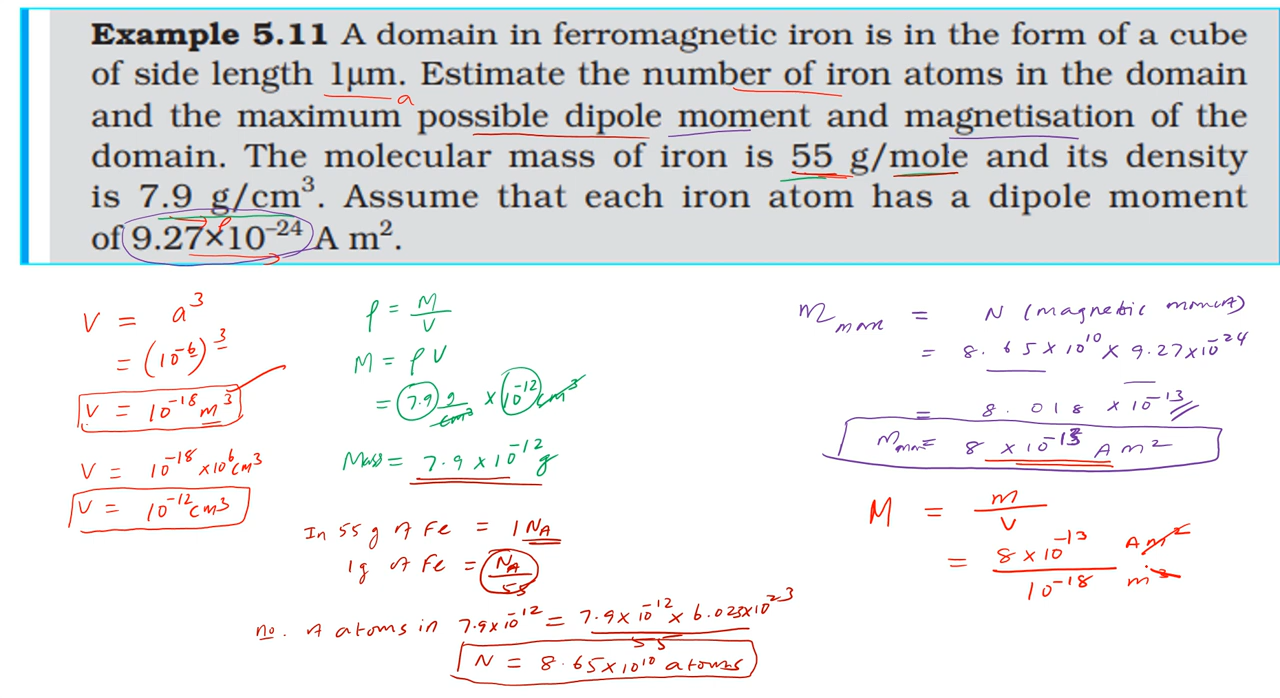 Example 5.11 A domain in ferromagnetic iron is in the form of a cube
of side length 1µm. Estimate the number of iron atoms in the domain
a
and the maximum possible dipole moment and magnetisation of the
domain. The molecular mass of iron is 55 g/mole and its density
is 7.9 g/cm³. Assume that each iron atom has a dipole moment
ρ
of 9.27×10⁻²⁴ A m².
V = a³
= (10⁻⁶)³
V = 10⁻¹⁸ m³
V = 10⁻¹⁸ ×10⁶ cm³
V = 10⁻¹² cm³
ρ = M/V
M = ρ V
= 7.9 g/cm³ × 10⁻¹² cm³
Mass = 7.9 × 10⁻¹² g
In 55 g of Fe = 1 N_A
1g of Fe = N_A/55
no. of atoms in 7.9×10⁻¹² = 7.9×10⁻¹² × 6.023×10²³/55
N = 8.65×10¹⁰ atoms
m max = N (magnetic moment)
= 8.65×10¹⁰ × 9.27×10⁻²⁴
= 8.018 × 10⁻¹³
m max = 8 × 10⁻¹³ A m²
M = m/V
= 8×10⁻¹³/10⁻¹⁸ A m²/m³